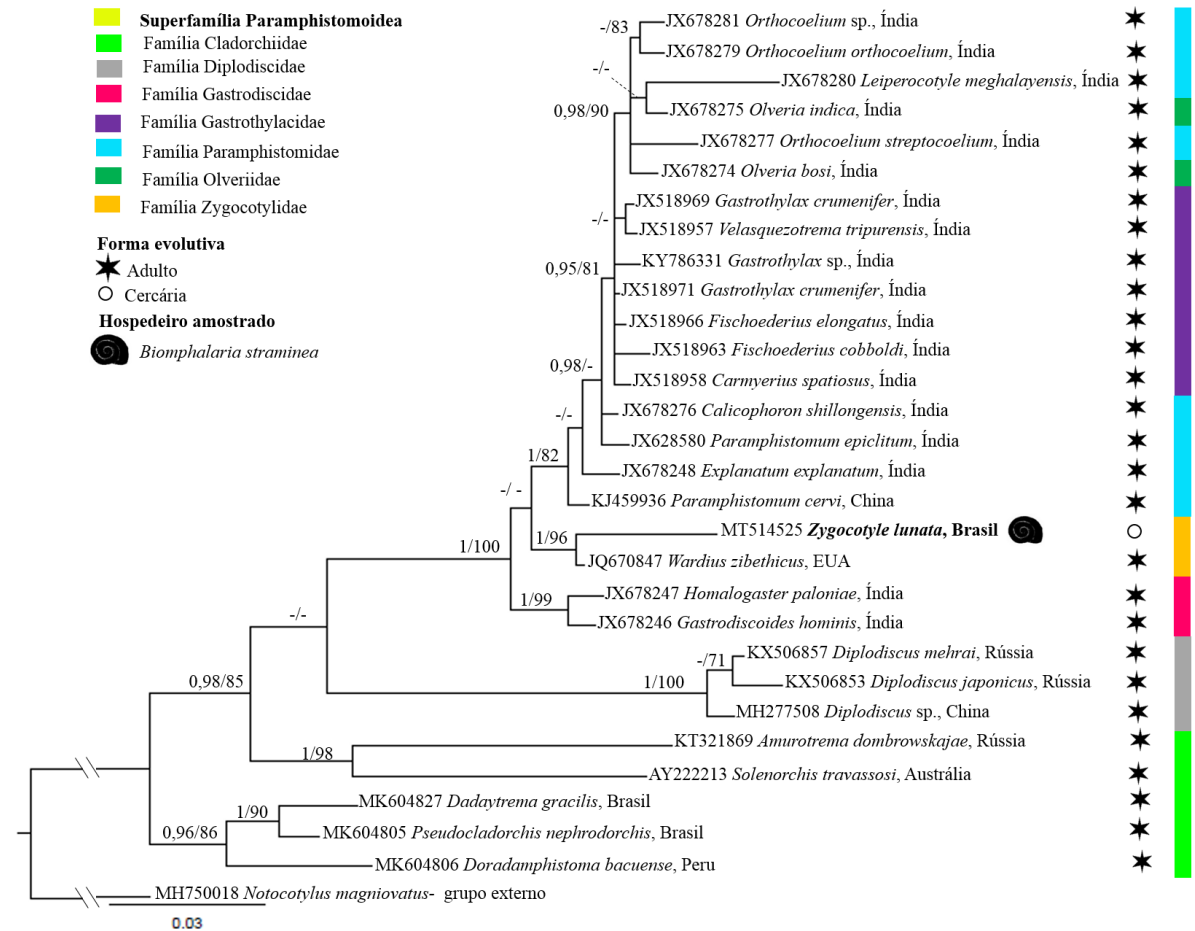 Superfamília Paramphistomoidea
Família Cladorchiidae
Família Diplodiscidae
Família Gastrodiscidae
Família Gastrothylacidae
Família Paramphistomidae
Família Olveriidae
Família Zygocotylidae
Forma evolutiva
Adulto
Cercária
Hospedeiro amostrado
Biomphalaria straminea
-/83
JX678281 Orthocoelium sp., Índia
JX678279 Orthocoelium orthocoelium, Índia
-/-
JX678280 Leiperocotyle meghalayensis, Índia
0,98/90
JX678275 Olveria indica, Índia
JX678277 Orthocoelium streptocoelium, Índia
JX678274 Olveria bosi, Índia
JX518969 Gastrothylax crumenifer, Índia
-/-
JX518957 Velasquezotrema tripurensis, Índia
KY786331 Gastrothylax sp., Índia
0,95/81
JX518971 Gastrothylax crumenifer, Índia
JX518966 Fischoederius elongatus, Índia
JX518963 Fischoederius cobboldi, Índia
0,98/-
JX518958 Carmyerius spatiosus, Índia
-/-
JX678276 Calicophoron shillongensis, Índia
JX628580 Paramphistomum epiclitum, Índia
1/82
JX678248 Explanatum explanatum, Índia
-/ -
KJ459936 Paramphistomum cervi, China
MT514525 Zygocotyle lunata, Brasil
1/96
1/100
JQ670847 Wardius zibethicus, EUA
JX678247 Homalogaster paloniae, Índia
1/99
JX678246 Gastrodiscoides hominis, Índia
-/-
KX506857 Diplodiscus mehrai, Rússia
-/71
0,98/85
1/100
KX506853 Diplodiscus japonicus, Rússia
MH277508 Diplodiscus sp., China
KT321869 Amurotrema dombrowskajae, Rússia
1/98
AY222213 Solenorchis travassosi, Austrália
MK604827 Dadaytrema gracilis, Brasil
1/90
0,96/86
MK604805 Pseudocladorchis nephrodorchis, Brasil
MK604806 Doradamphistoma bacuense, Peru
MH750018 Notocotylus magniovatus- grupo externo
0.03